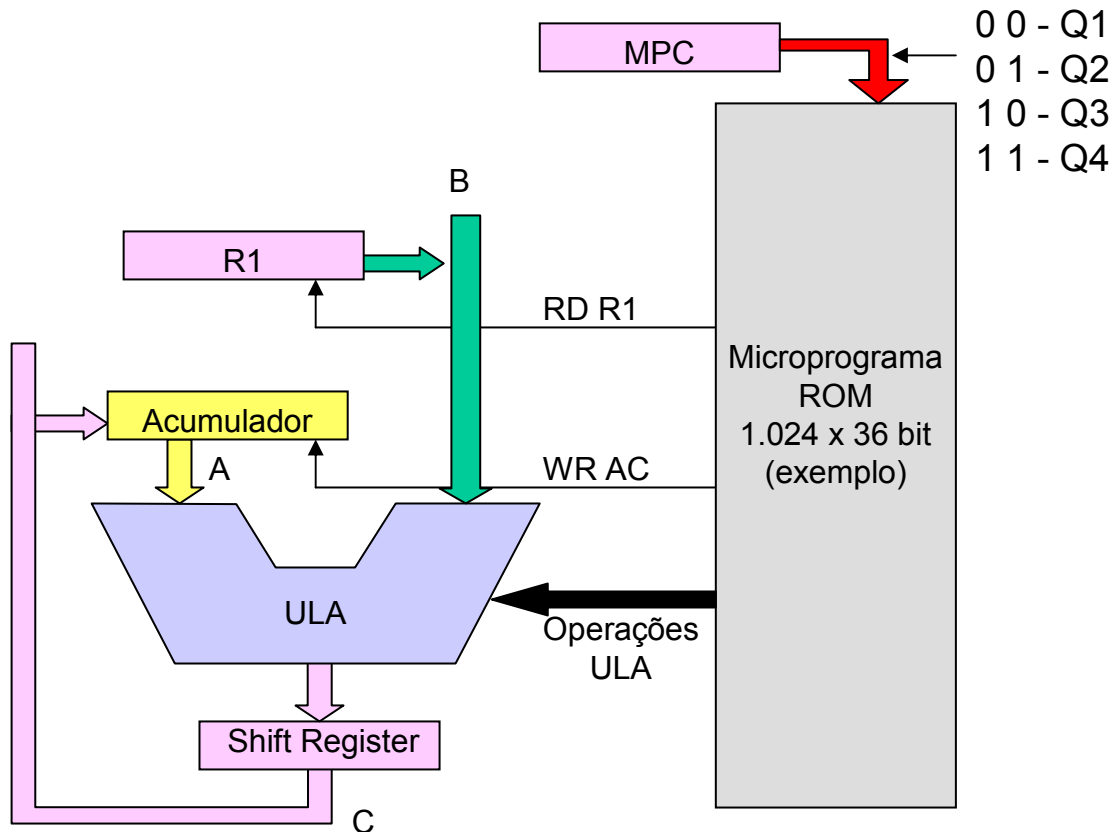 0 0 - Q1
MPC
0 1 - Q2
1 0 - Q3
1 1 - Q4
B
R1
RD R1
Microprograma
ROM
1.024 x 36 bit
(exemplo)
Acumulador
A
WR AC
ULA
Operações
ULA
Shift Register
C